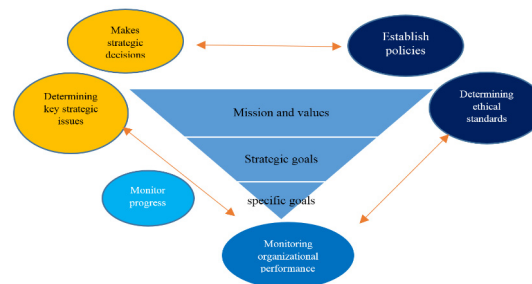 Makes
strategic
decisions
Establish
policies
Determining
key strategic
issues
Mission and values
Determining
ethical
standards
Strategic goals
Monitor
progress
specific goals
Monitoring
organizational
performance